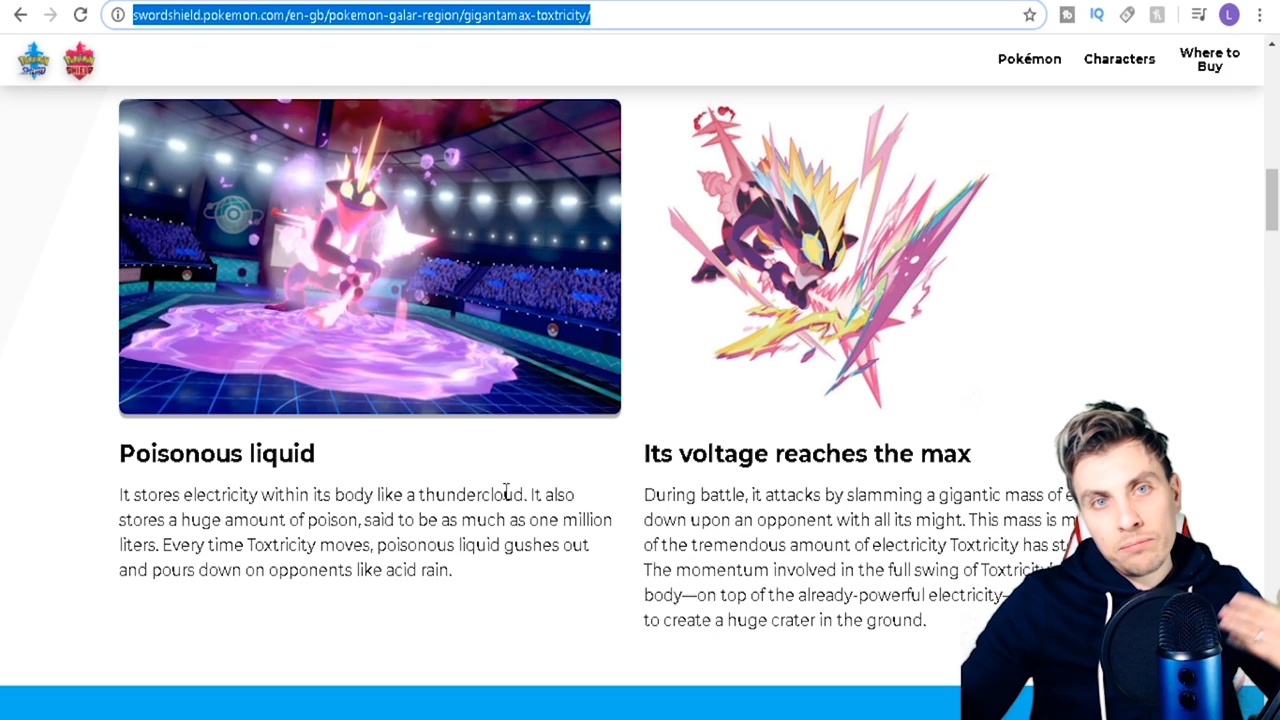 swordshield.pokemon.com/en-gb/pokemon-galar-region/gigantamax-toxtricity/
IQ
L
Pokémon
Characters
Where to
Buy
Poisonous liquid
It stores electricity within its body like a thundercloud. It also
stores a huge amount of poison, said to be as much as one million
liters. Every time Toxtricity moves, poisonous liquid gushes out
and pours down on opponents like acid rain.
Its voltage reaches the max
During battle, it attacks by slamming a gigantic mass of
down upon an opponent with all its might. This mass is
of the tremendous amount of electricity Toxtricity has
The momentum involved in the full swing of
body—on top of the already-powerful electricity—
to create a huge crater in the ground.